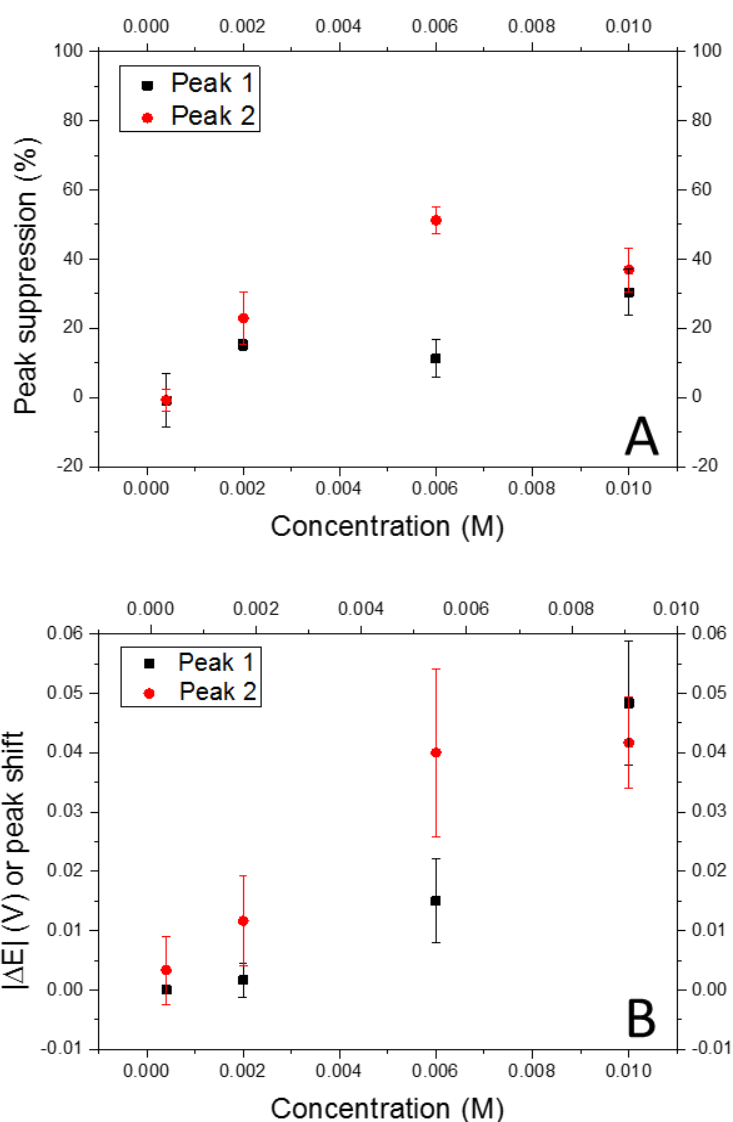 0.000 0.002 0.004 0.006 0.008 0.010
100 100
Peak 1
Peak 2
80 80
60 60
40 40
20 20
0 0
-20 -20
Peak suppression (%)
A
0.000 0.002 0.004 0.006 0.008 0.010
Concentration (M)
0.000 0.002 0.004 0.006 0.008 0.010
0.06 0.06
Peak 1
Peak 2
0.05 0.05
0.04 0.04
0.03 0.03
0.02 0.02
0.01 0.01
0.00 0.00
-0.01 -0.01
|ΔE| (V) or peak shift
B
0.000 0.002 0.004 0.006 0.008 0.010
Concentration (M)